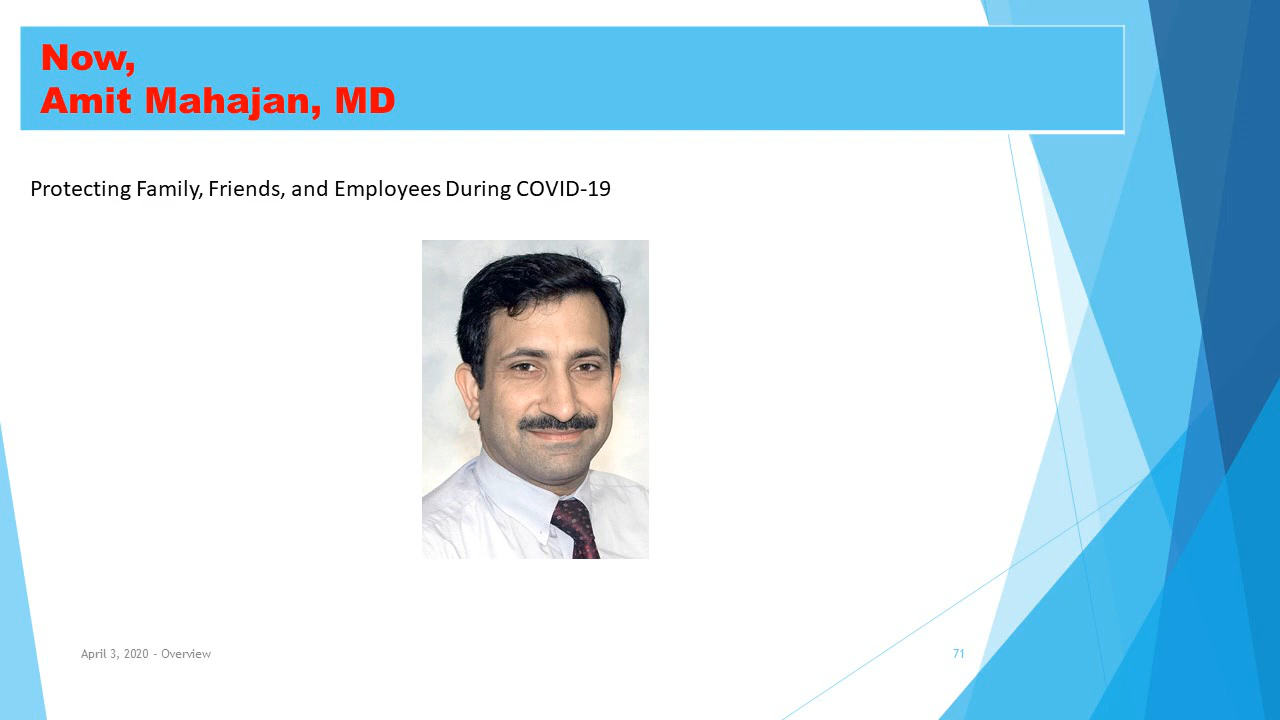 Now,
Amit Mahajan, MD
Protecting Family, Friends, and Employees During COVID-19
April 3, 2020 - Overview
71